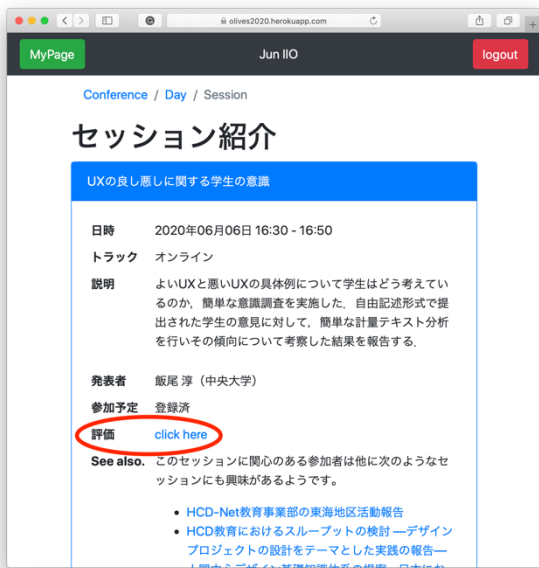 olives2020.herokuapp.com
MyPage
Jun IIO
logout
Conference / Day / Session
セッション紹介
UXの良し悪しに関する学生の意識
日時 2020年06月06日 16:30 - 16:50
トラック オンライン
説明 よいUXと悪いUXの具体例について学生はどう考えてい
るのか，簡単な意識調査を実施した．自由記述形式で提
出された学生の意見に対して，簡単な計量テキスト分析
を行いその傾向について考察した結果を報告する．
発表者 飯尾 淳（中央大学）
参加予定 登録済
評価 click here
See also. このセッションに関心のある参加者は他に次のようなセ
ッションにも興味があるようです。
• HCD-Net教育事業部の東海地区活動報告
• HCD教育におけるスループットの検討 ―デザイン
プロジェクトの設計をテーマとした実践の報告―